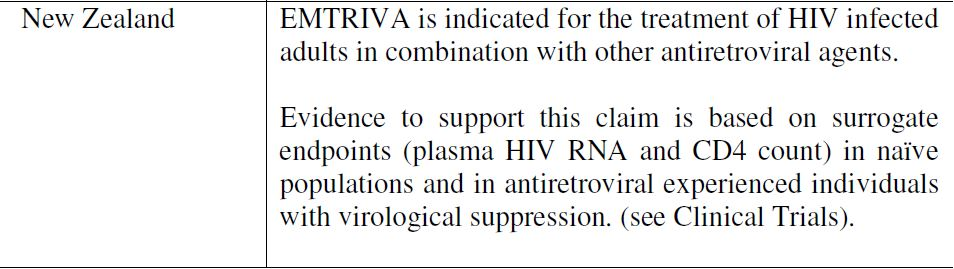 New Zealand
EMTRIVA is indicated for the treatment of HIV infected
adults in combination with other antiretroviral agents.
Evidence to support this claim is based on surrogate
endpoints (plasma HIV RNA and CD4 count) in naïve
populations and in antiretroviral experienced individuals
with virological suppression. (see Clinical Trials).